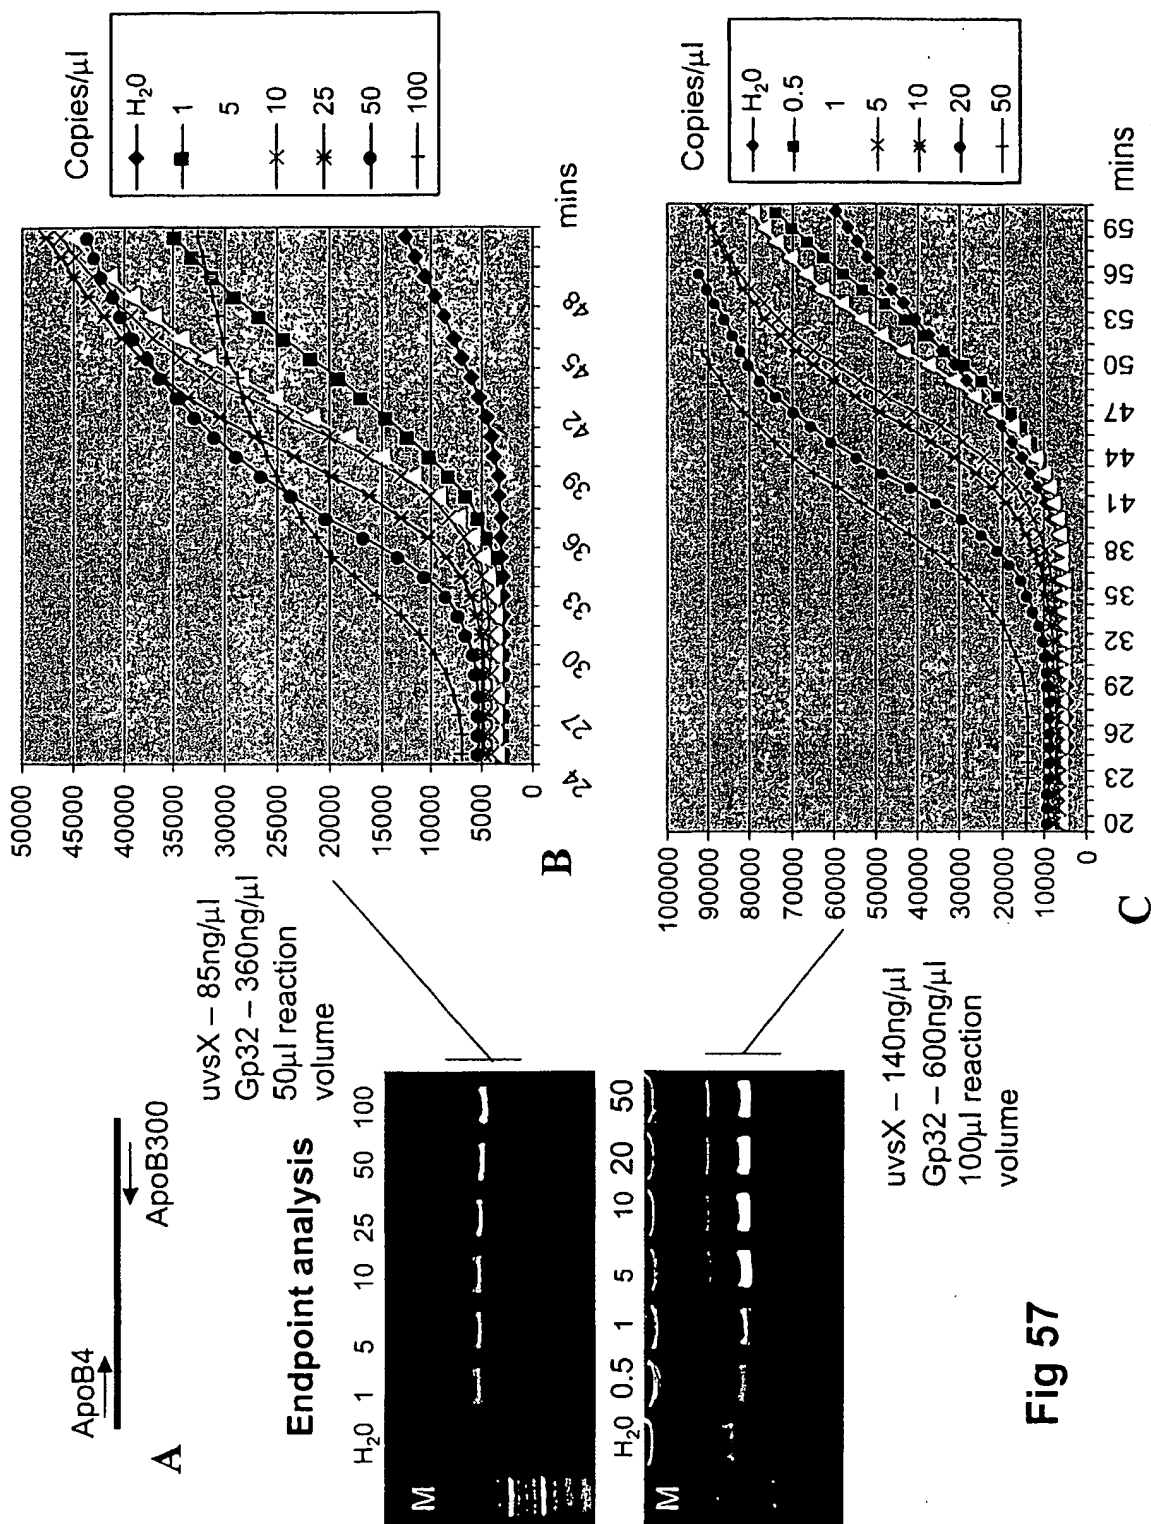 A
ApoB4
ApoB300
Endpoint analysis
H₂0 1 5 10 25 50 100
M
uvsX – 85ng/µl
Gp32 – 360ng/µl
50µl reaction
volume
H₂0 0.5 1 5 10 20 50
M
uvsX – 140ng/µl
Gp32 – 600ng/µl
100µl reaction
volume
B
50000
45000
40000
35000
30000
25000
20000
15000
10000
5000
0
24 27 30 33 36 39 42 45 48 mins
Copies/µl
H₂0
1
5
10
25
50
100
C
100000
90000
80000
70000
60000
50000
40000
30000
20000
10000
0
20 23 26 29 32 35 38 41 44 47 50 53 56 59 mins
Copies/µl
H₂0
0.5
1
5
10
20
50
Fig 57